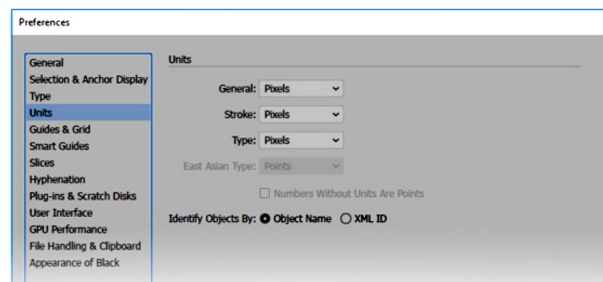 Preferences
General
Selection & Anchor Display
Type
Units
Guides & Grid
Smart Guides
Slices
Hyphenation
Plug-ins & Scratch Disks
User Interface
GPU Performance
File Handling & Clipboard
Appearance of Black
Units
General: Pixels
Stroke: Pixels
Type: Pixels
East Asian Type: Points
Numbers Without Units Are Points
Identify Objects By: Object Name XML ID